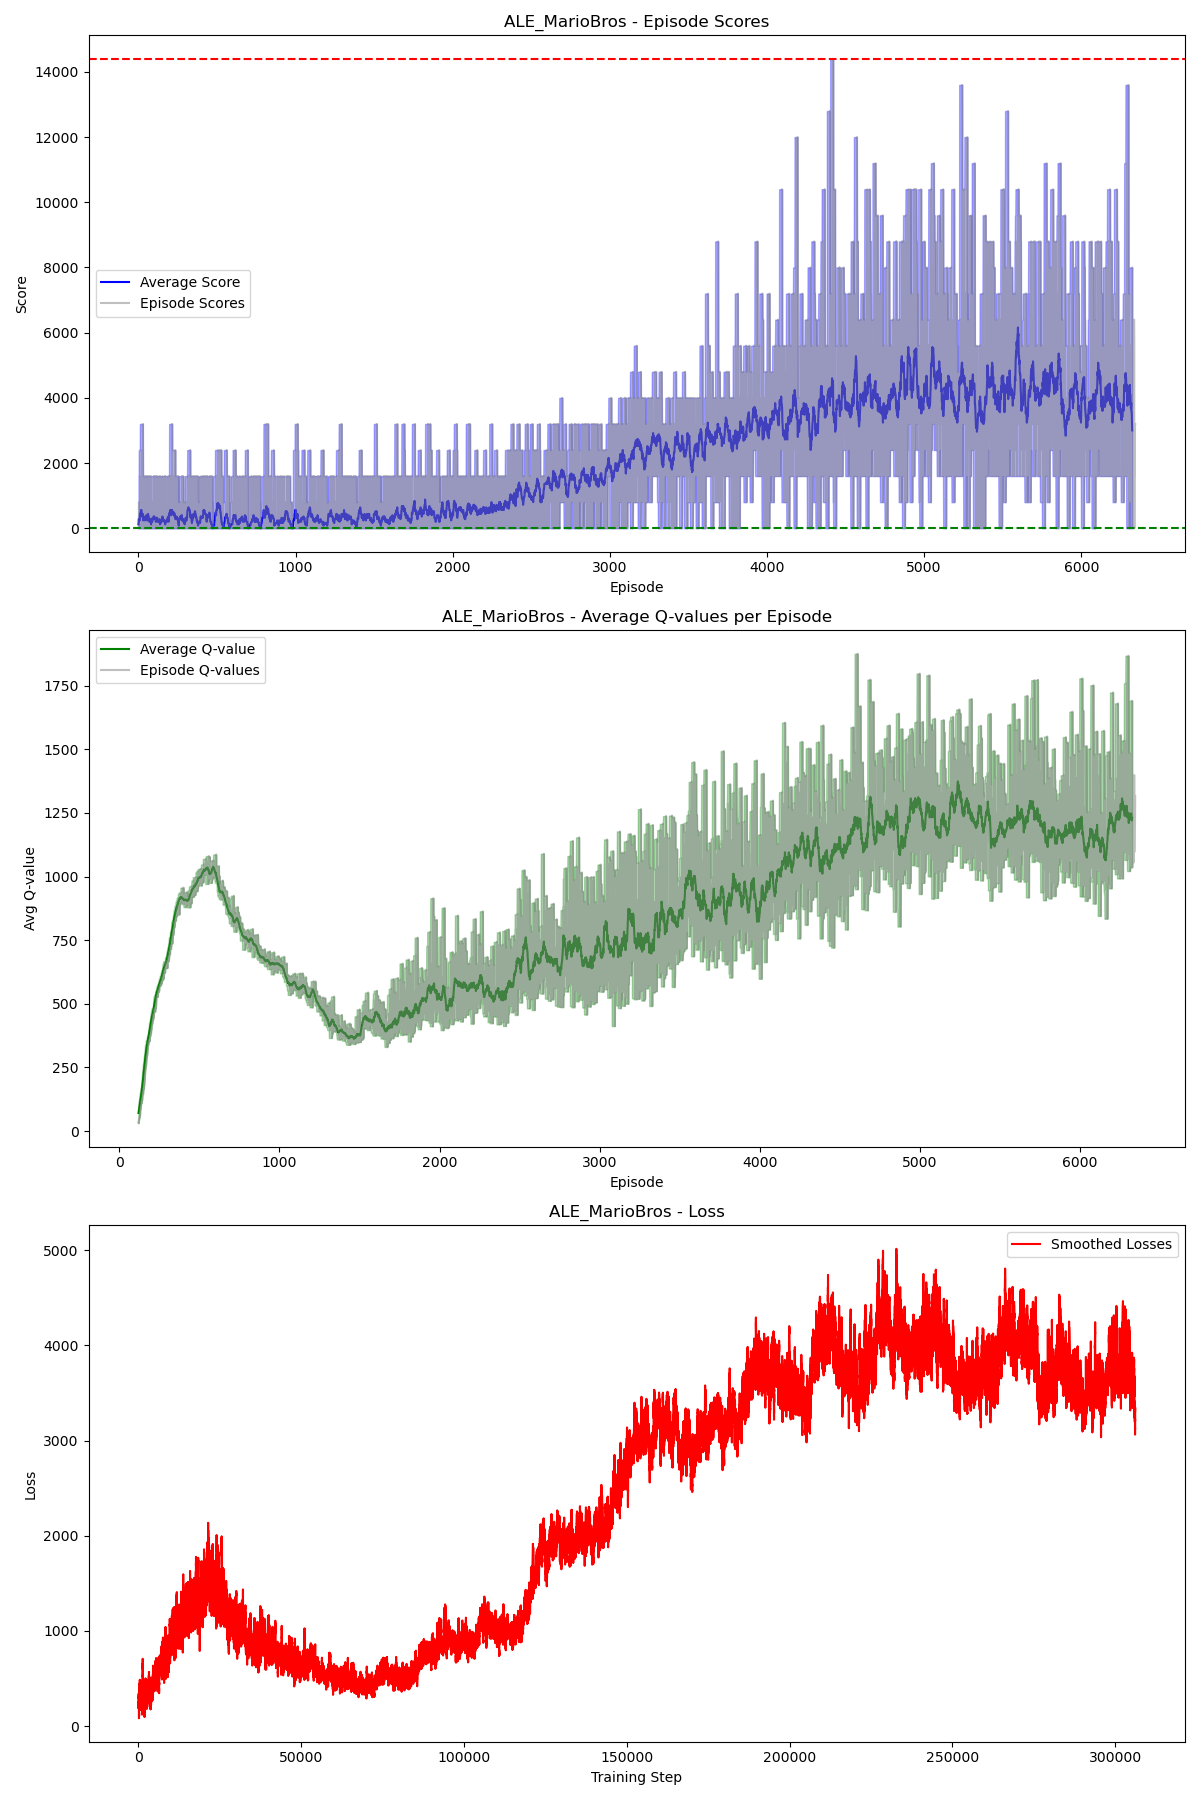 ALE_MarioBros - Episode Scores
14000
12000
10000
8000
6000
4000
2000
0
Score
Average Score
Episode Scores
0 1000 2000 3000 4000 5000 6000
Episode
ALE_MarioBros - Average Q-values per Episode
Average Q-value
Episode Q-values
1750
1500
1250
1000
750
500
250
0
Avg Q-value
0 1000 2000 3000 4000 5000 6000
Episode
ALE_MarioBros - Loss
Smoothed Losses
5000
4000
3000
2000
1000
0
Loss
0 50000 100000 150000 200000 250000 300000
Training Step